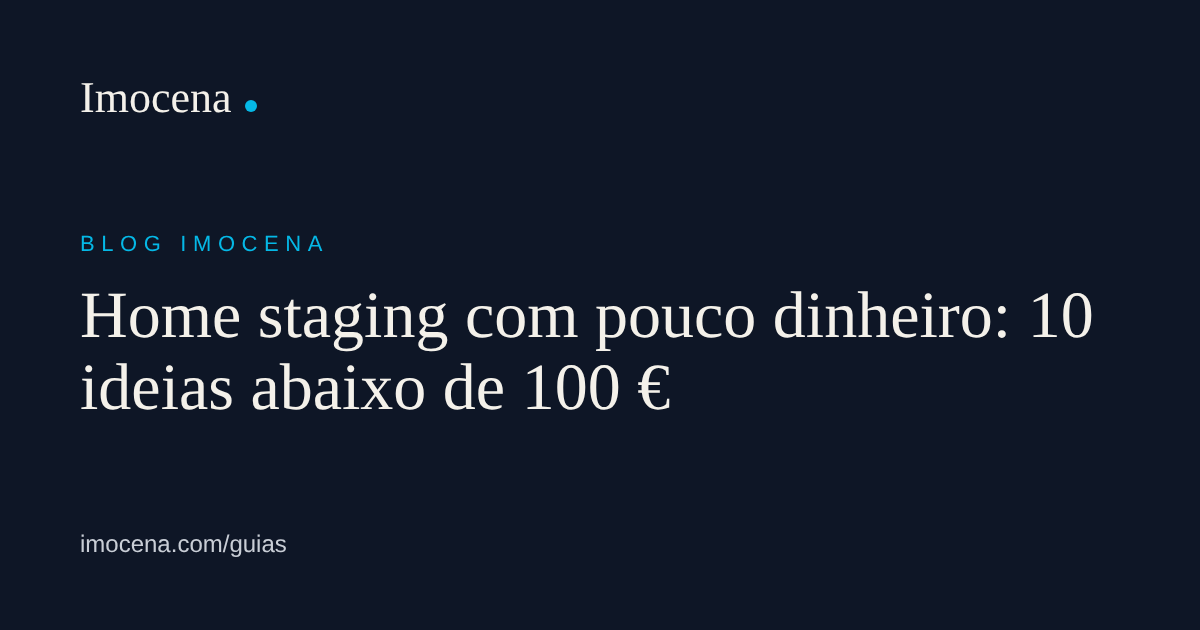 Imocena
BLOG IMOCENA
Home staging com pouco dinheiro: 10
ideias abaixo de 100 €
imocena.com/guias